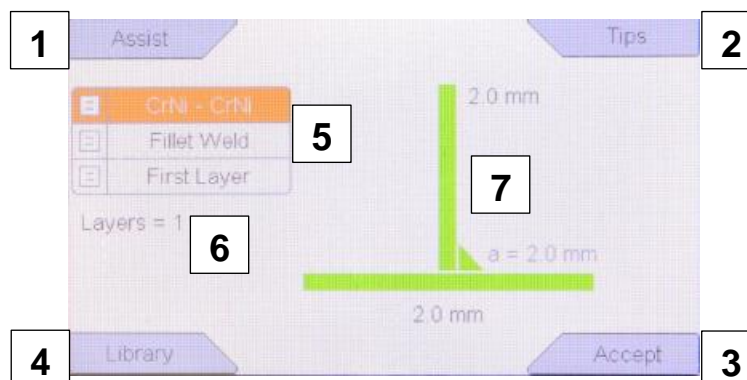 1 Assist
Tips 2
CrNi - CrNi
5
Fillet Weld
First Layer
Layers = 1
6
2.0 mm
7
a = 2.0 mm
2.0 mm
4 Library
Accept 3